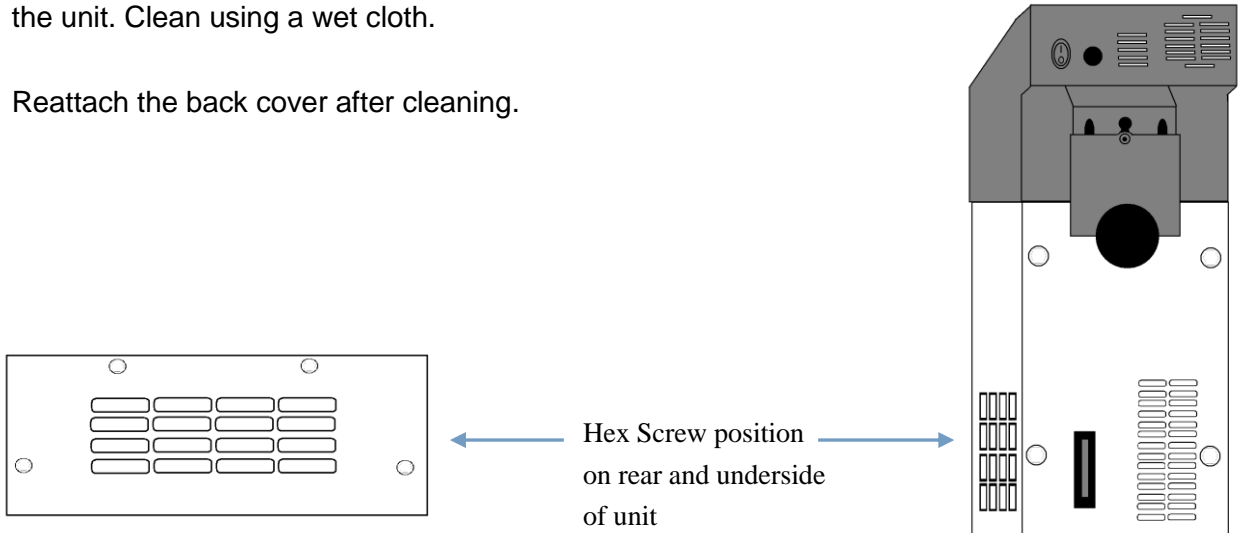 the unit. Clean using a wet cloth.
Reattach the back cover after cleaning.
Hex Screw position
on rear and underside
of unit